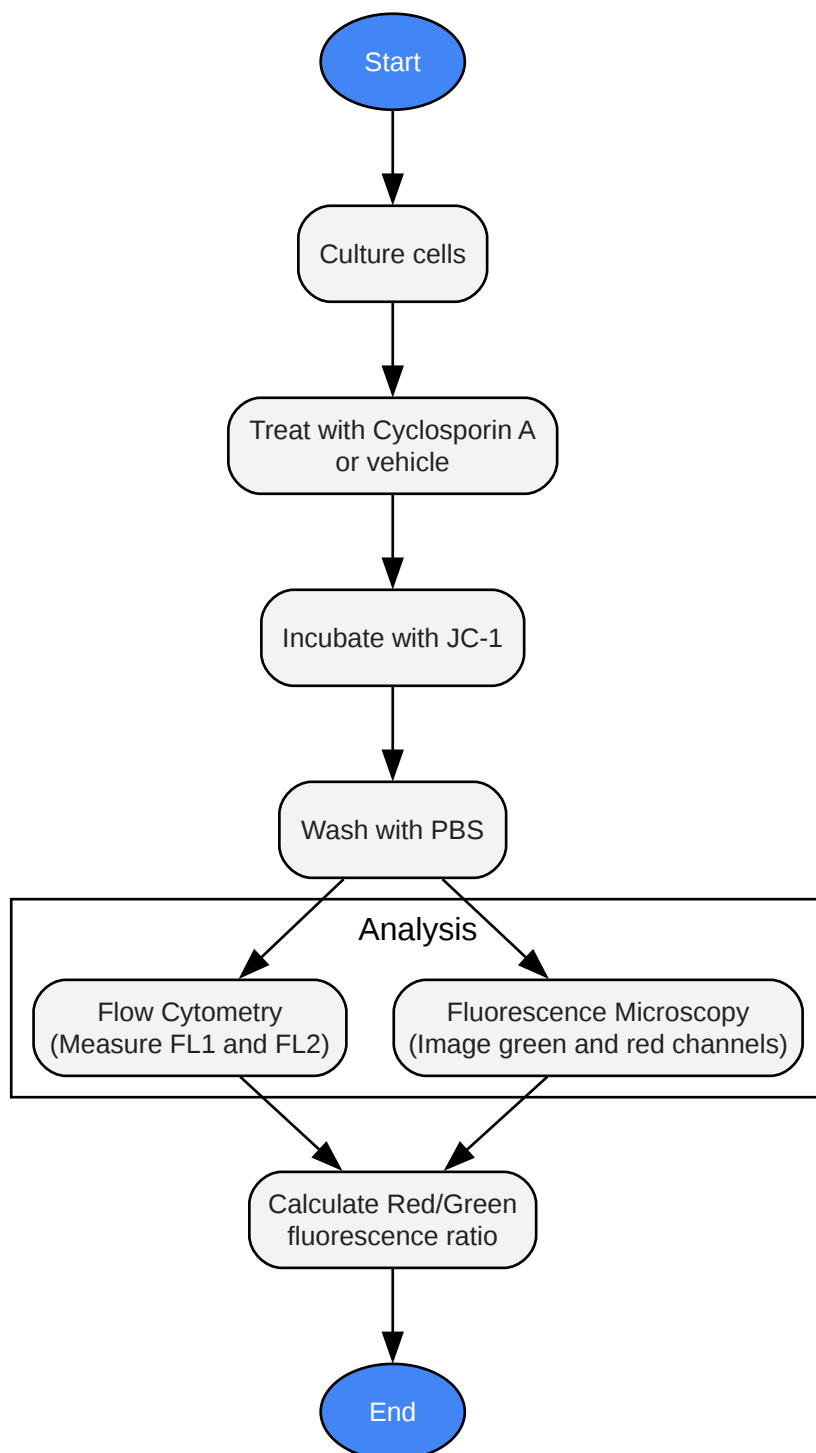 Start
Culture cells
Treat with Cyclosporin A
or vehicle
Incubate with JC-1
Wash with PBS
Analysis
Flow Cytometry
(Measure FL1 and FL2)
Fluorescence Microscopy
(Image green and red channels)
Calculate Red/Green
fluorescence ratio
End